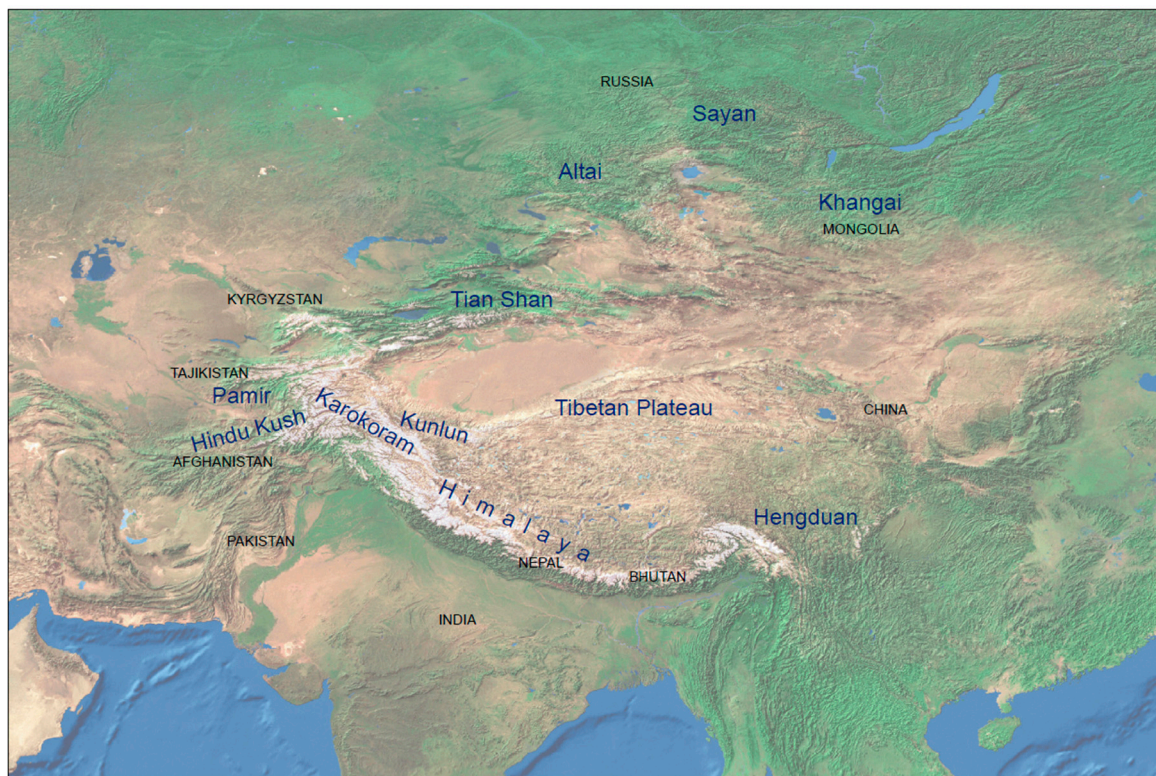 RUSSIA
Sayan
Altai
Khangai
MONGOLIA
KYRGYZSTAN
Tian Shan
TAJIKISTAN
Pamir
Karokoram
Kunlun
Tibetan Plateau
CHINA
Hindu Kush
AFGHANISTAN
Himalaya
Hengduan
PAKISTAN
NEPAL
BHUTAN
INDIA